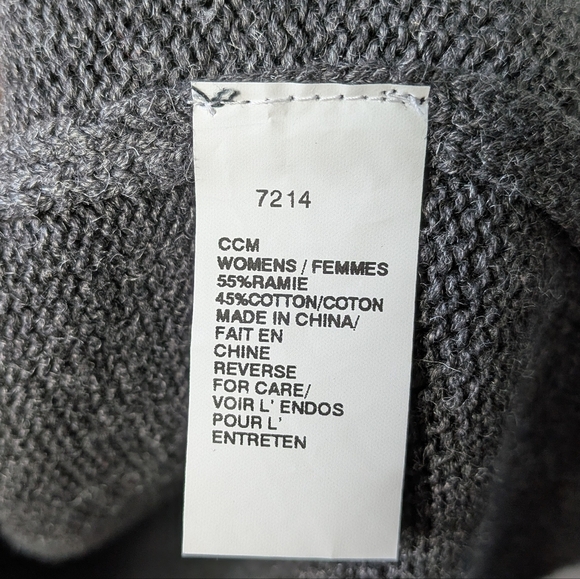 7214
CCM
WOMENS / FEMMES
55%RAMIE
45%COTTON/COTON
MADE IN CHINA/
FAIT EN
CHINE
REVERSE
FOR CARE/
VOIR L' ENDOS
POUR L'
ENTRETEN